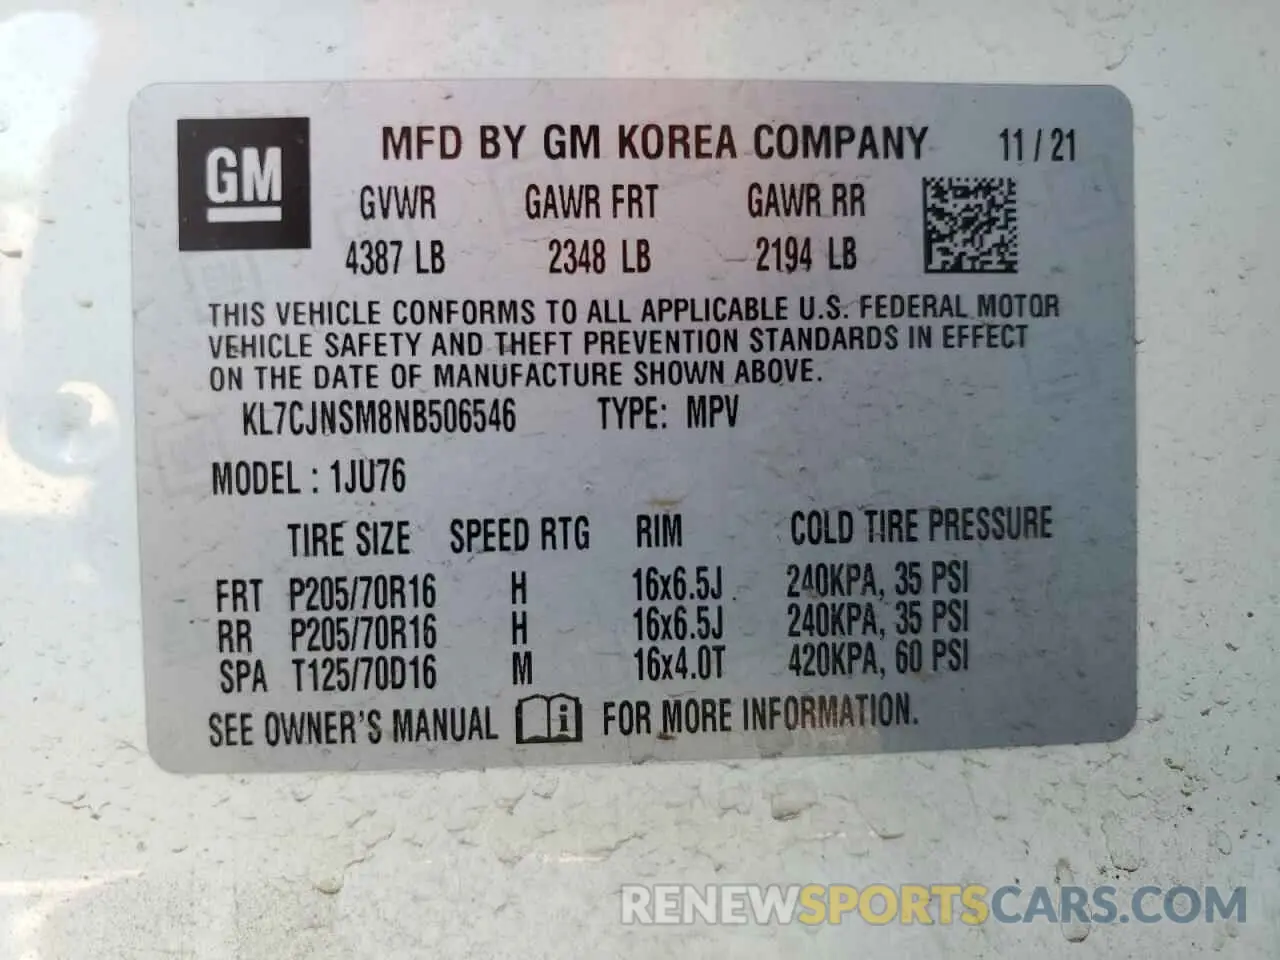 GM
MFD BY GM KOREA COMPANY 11 / 21
GVWR GAWR FRT GAWR RR
4387 LB 2348 LB 2194 LB
THIS VEHICLE CONFORMS TO ALL APPLICABLE U.S. FEDERAL MOTOR
VEHICLE SAFETY AND THEFT PREVENTION STANDARDS IN EFFECT
ON THE DATE OF MANUFACTURE SHOWN ABOVE.
KL7CJNSM8NB506546 TYPE: MPV
MODEL : 1JU76
TIRE SIZE SPEED RTG RIM COLD TIRE PRESSURE
FRT P205/70R16 H 16x6.5J 240KPA, 35 PSI
RR P205/70R16 H 16x6.5J 240KPA, 35 PSI
SPA T125/70D16 M 16x4.0T 420KPA, 60 PSI
SEE OWNER'S MANUAL i FOR MORE INFORMATION.
RENEWSPORTSCARS.COM